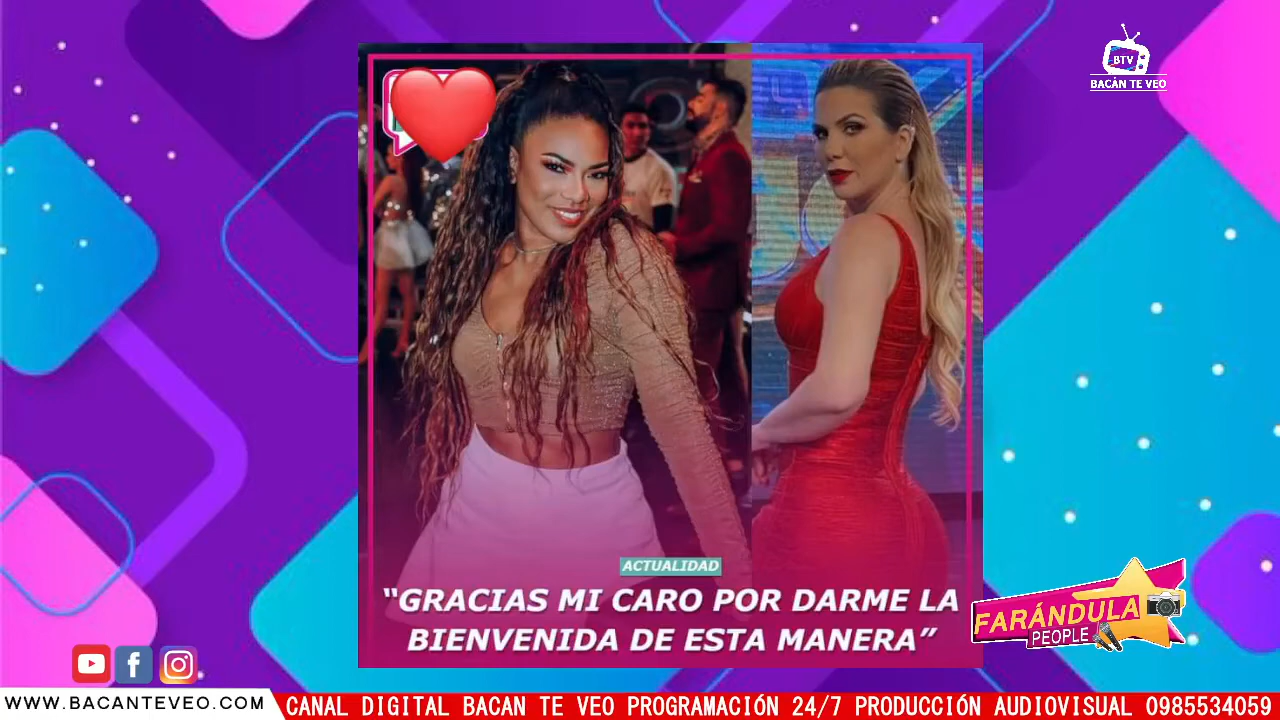 BTV
BACÁN TE VEO
ACTUALIDAD
“GRACIAS MI CARO POR DARME LA
BIENVENIDA DE ESTA MANERA”
FARÁNDULA
PEOPLE
WWW.BACANTEVEO.COM
CANAL DIGITAL BACAN TE VEO PROGRAMACIÓN 24/7 PRODUCCIÓN AUDIOVISUAL 0985534059